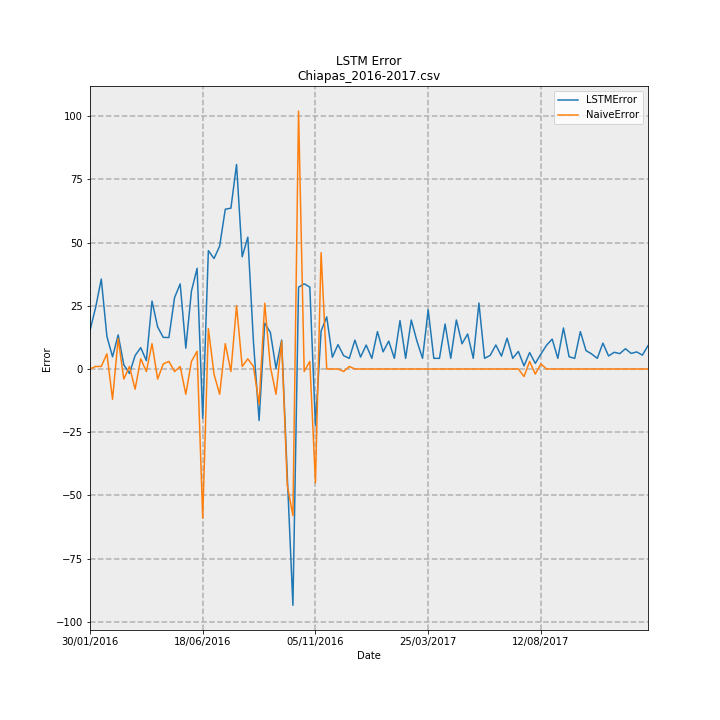 LSTM Error
Chiapas_2016-2017.csv
LSTMError
NaiveError
100
75
50
25
0
−25
−50
−75
−100
Error
30/01/2016
18/06/2016
05/11/2016
25/03/2017
12/08/2017
Date